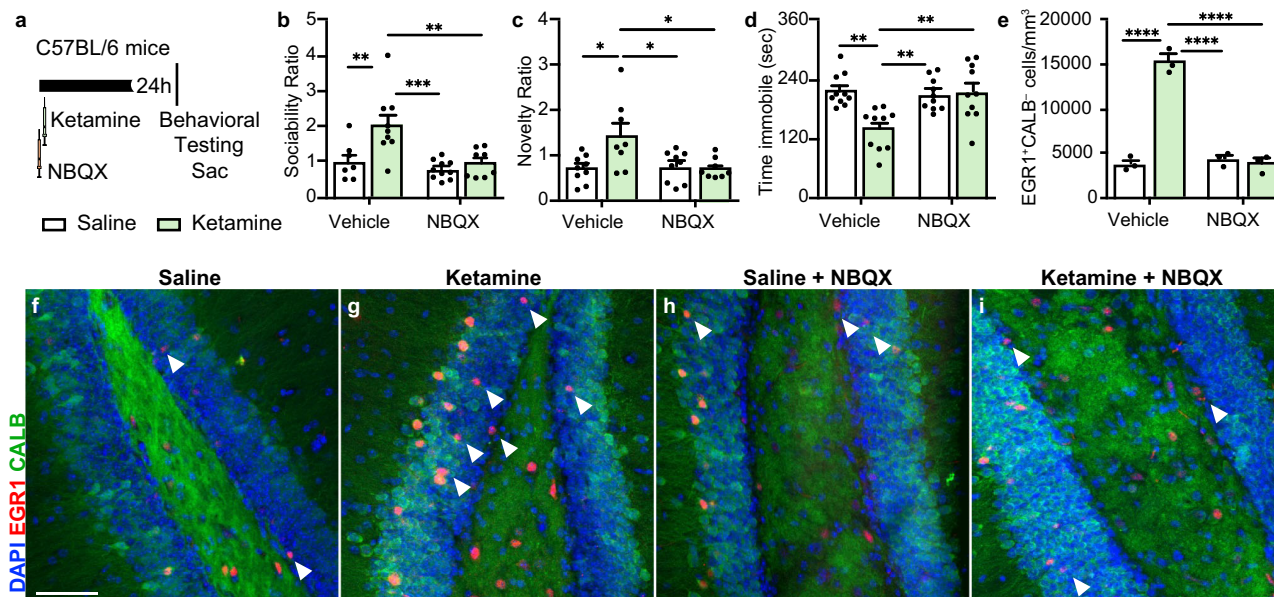 a
C57BL/6 mice
24h
Ketamine
NBQX
Behavioral
Testing
Sac
Saline
Ketamine
b
Sociability Ratio
5
4
3
2
1
0
**
**
***
Vehicle
NBQX
c
Novelty Ratio
4
3
2
1
0
*
*
*
Vehicle
NBQX
d
Time immobile (sec)
360
240
120
0
**
**
**
Vehicle
NBQX
e
EGR1⁺CALB⁻ cells/mm³
20000
15000
10000
5000
0
****
****
****
Vehicle
NBQX
Saline
Ketamine
Saline + NBQX
Ketamine + NBQX
f
g
h
i
DAPI EGR1 CALB